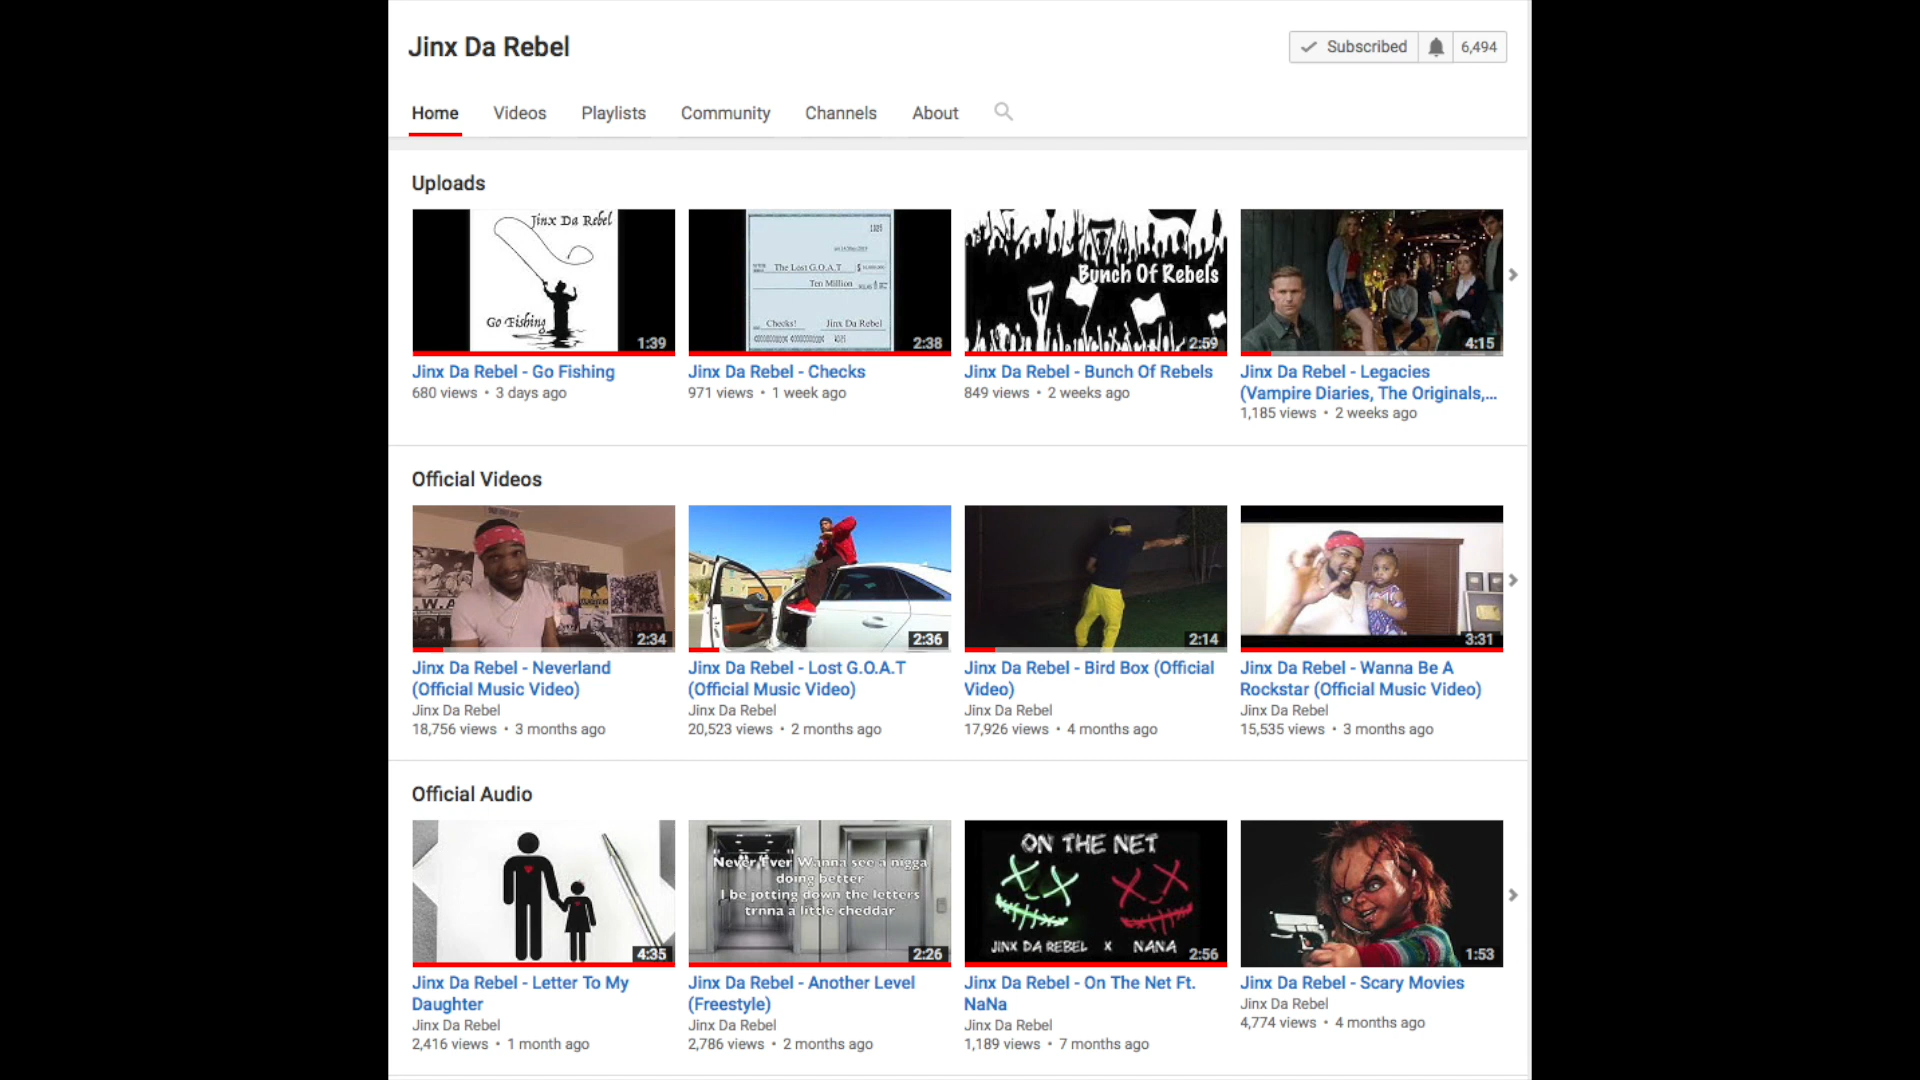 Jinx Da Rebel
Subscribed 6,494
Home Videos Playlists Community Channels About
Uploads
Jinx Da Rebel
Go Fishing
1:39
1025
The Lost G.O.A.T $
Ten Million
Checks! Jinx Da Rebel
2:38
Bunch Of Rebels
2:59
4:15
Jinx Da Rebel - Go Fishing
680 views • 3 days ago
Jinx Da Rebel - Checks
971 views • 1 week ago
Jinx Da Rebel - Bunch Of Rebels
849 views • 2 weeks ago
Jinx Da Rebel - Legacies
(Vampire Diaries, The Originals,...
1,185 views • 2 weeks ago
Official Videos
2:34
2:36
2:14
3:31
Jinx Da Rebel - Neverland
(Official Music Video)
Jinx Da Rebel
18,756 views • 3 months ago
Jinx Da Rebel - Lost G.O.A.T
(Official Music Video)
Jinx Da Rebel
20,523 views • 2 months ago
Jinx Da Rebel - Bird Box (Official
Video)
Jinx Da Rebel
17,926 views • 4 months ago
Jinx Da Rebel - Wanna Be A
Rockstar (Official Music Video)
Jinx Da Rebel
15,535 views • 3 months ago
Official Audio
4:35
Never Ever Wanna see a nigga
doing better
I be jotting down the letters
trnna a little cheddar
2:26
ON THE NET
JINX DA REBEL X NANA
2:56
1:53
Jinx Da Rebel - Letter To My
Daughter
Jinx Da Rebel
2,416 views • 1 month ago
Jinx Da Rebel - Another Level
(Freestyle)
Jinx Da Rebel
2,786 views • 2 months ago
Jinx Da Rebel - On The Net Ft.
NaNa
Jinx Da Rebel
1,189 views • 7 months ago
Jinx Da Rebel - Scary Movies
Jinx Da Rebel
4,774 views • 4 months ago